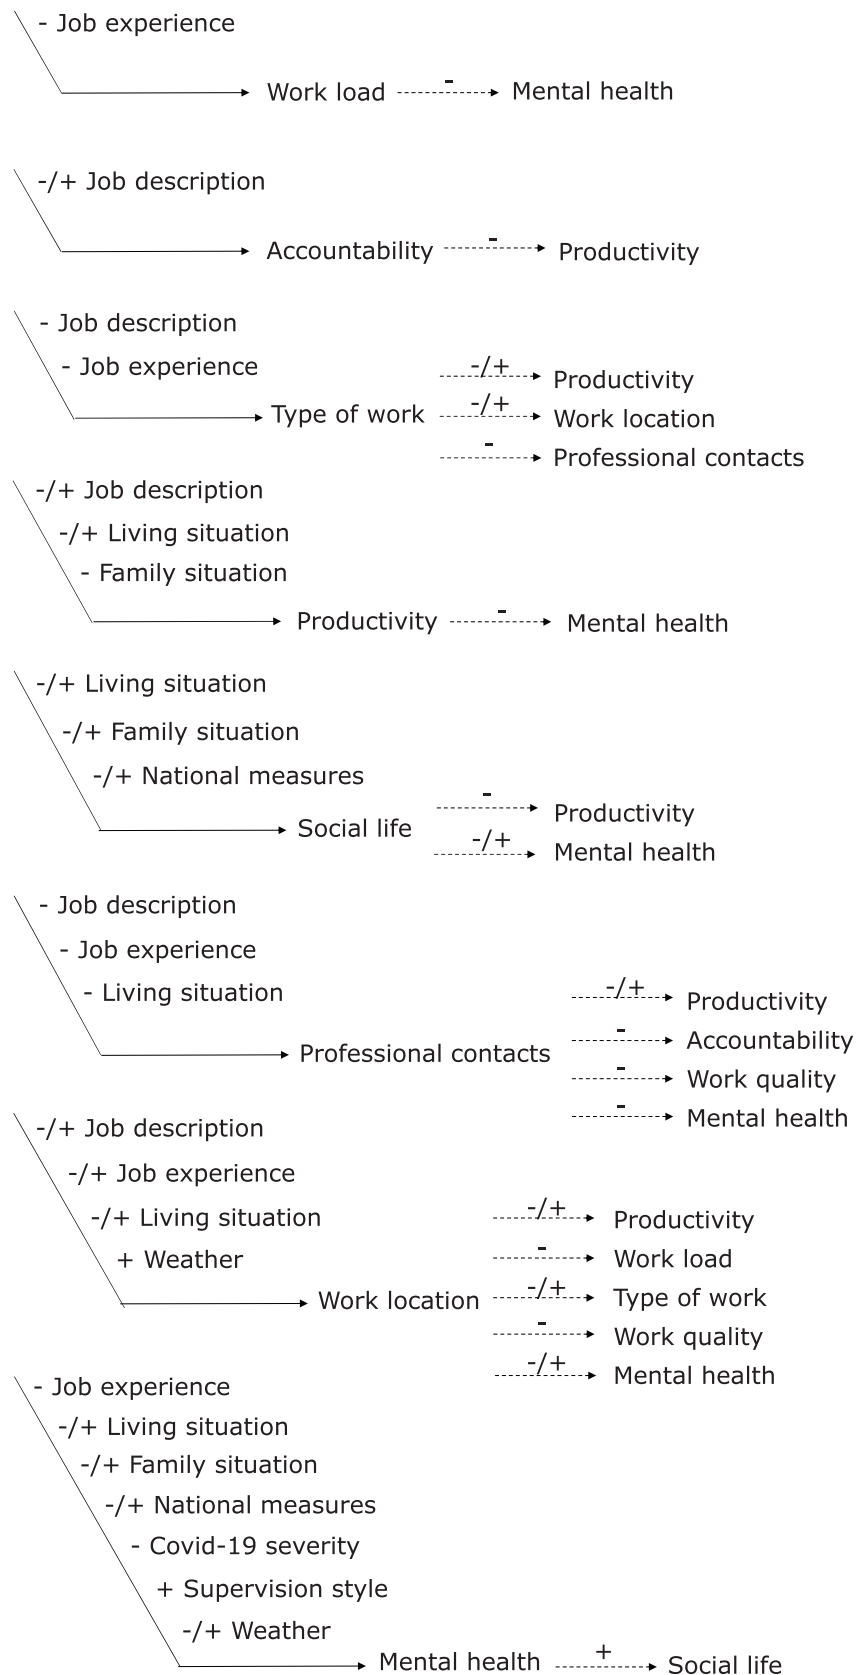 - Job experience
-
Work load
Mental health
-/+ Job description
-
Accountability
Productivity
- Job description
- Job experience
-/+
Productivity
Type of work
-/+
Work location
-
Professional contacts
-/+ Job description
-/+ Living situation
- Family situation
-
Productivity
Mental health
-/+ Living situation
-/+ Family situation
-/+ National measures
-
Productivity
Social life
-/+
Mental health
- Job description
- Job experience
- Living situation
-/+
Productivity
-
Accountability
Professional contacts
-
Work quality
-
Mental health
-/+ Job description
-/+ Job experience
-/+ Living situation
-/+
Productivity
+ Weather
-
Work load
Work location
-/+
Type of work
-
Work quality
-/+
Mental health
- Job experience
-/+ Living situation
-/+ Family situation
-/+ National measures
- Covid-19 severity
+ Supervision style
-/+ Weather
+
Mental health
Social life